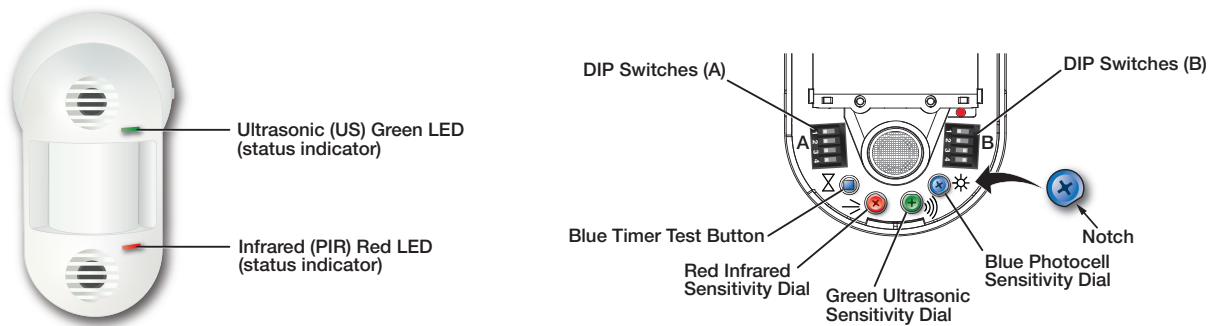 Ultrasonic (US) Green LED
(status indicator)
Infrared (PIR) Red LED
(status indicator)
DIP Switches (A)
DIP Switches (B)
A
1
2
3
4
B
1
2
3
4
Blue Timer Test Button
Red Infrared
Sensitivity Dial
Green Ultrasonic
Sensitivity Dial
Blue Photocell
Sensitivity Dial
Notch